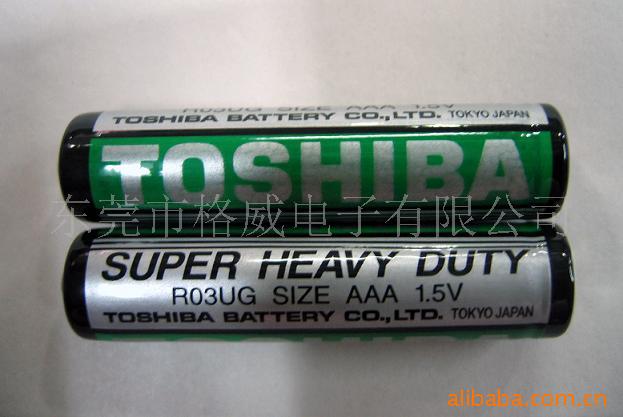 R03UG SIZE AAA 1.5V
TOSHIBA BATTERY CO.,LTD. TOKYO JAPAN
TOSHIBA
东莞市格威电子有限公司
SUPER HEAVY DUTY
R03UG SIZE AAA 1.5V
TOSHIBA BATTERY CO.,LTD. TOKYO JAPAN
alibaba.com.cn